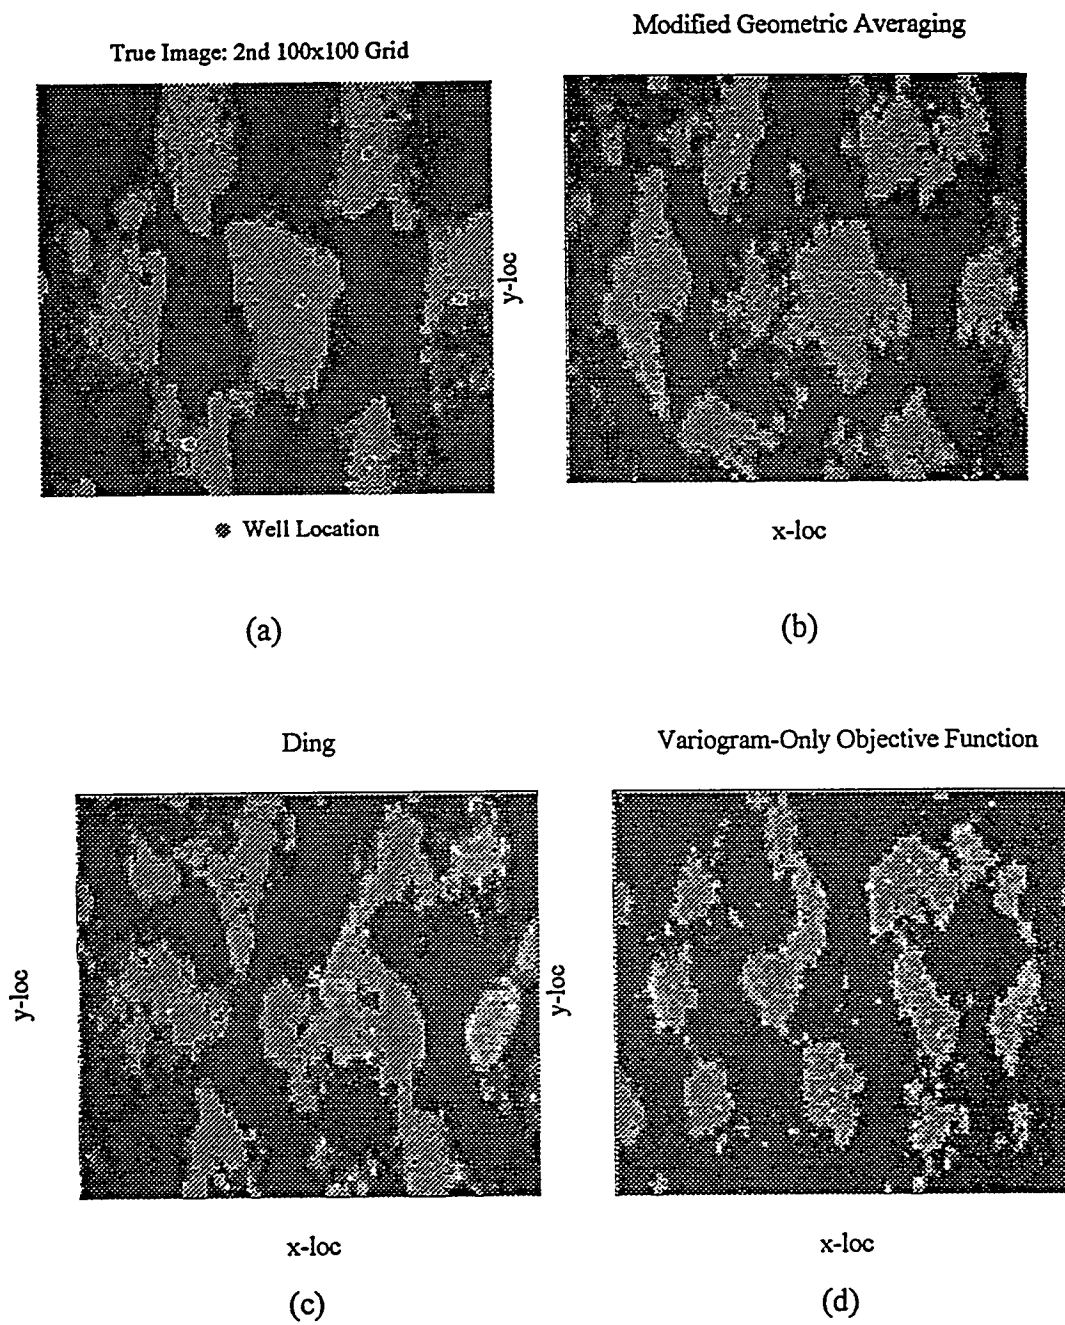 Modified Geometric Averaging
True Image: 2nd 100x100 Grid
y-loc
Well Location
x-loc
(a)
(b)
Ding
Variogram-Only Objective Function
y-loc
y-loc
x-loc
x-loc
(c)
(d)